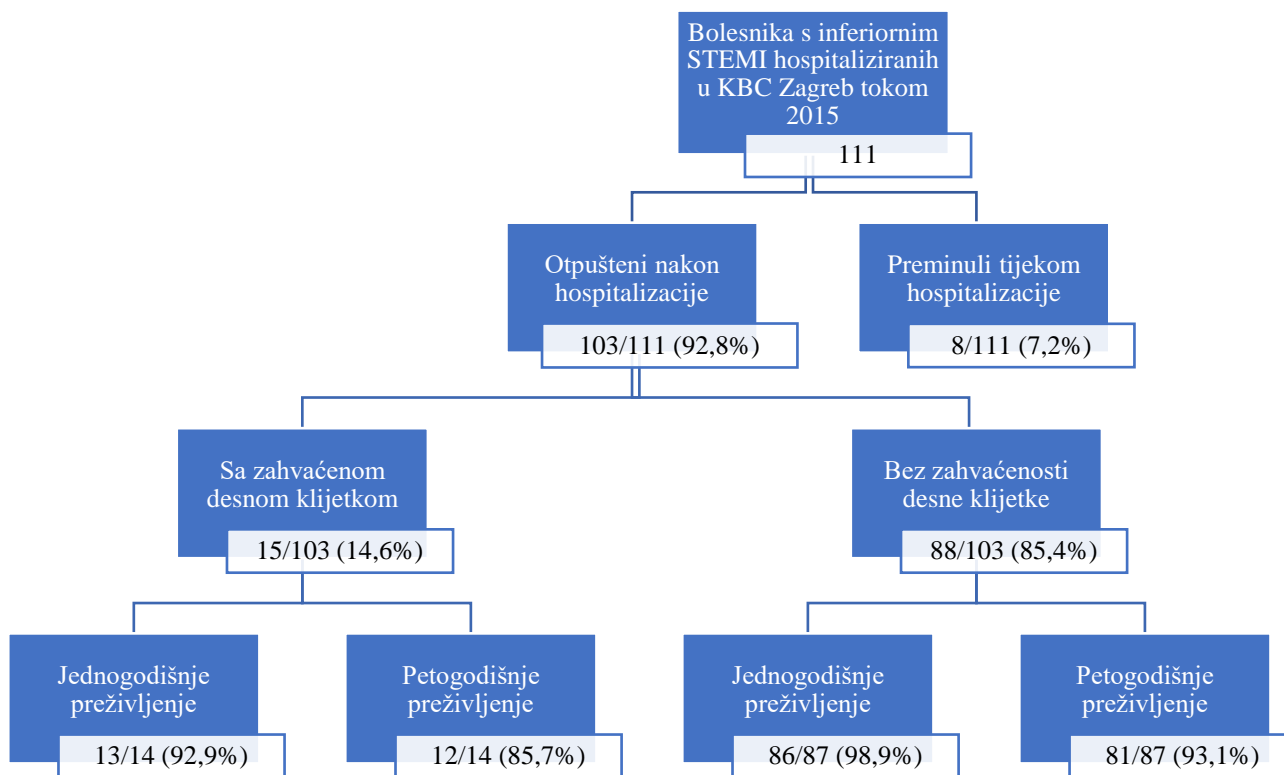 Bolesnika s inferiornim
STEMI hospitaliziranih
u KBC Zagreb tokom
2015
111
Otpušteni nakon
hospitalizacije
103/111 (92,8%)
Preminuli tijekom
hospitalizacije
8/111 (7,2%)
Sa zahvaćenom
desnom klijetkom
15/103 (14,6%)
Bez zahvaćenosti
desne klijetke
88/103 (85,4%)
Jednogodišnje
preživljenje
13/14 (92,9%)
Petogodišnje
preživljenje
12/14 (85,7%)
Jednogodišnje
preživljenje
86/87 (98,9%)
Petogodišnje
preživljenje
81/87 (93,1%)